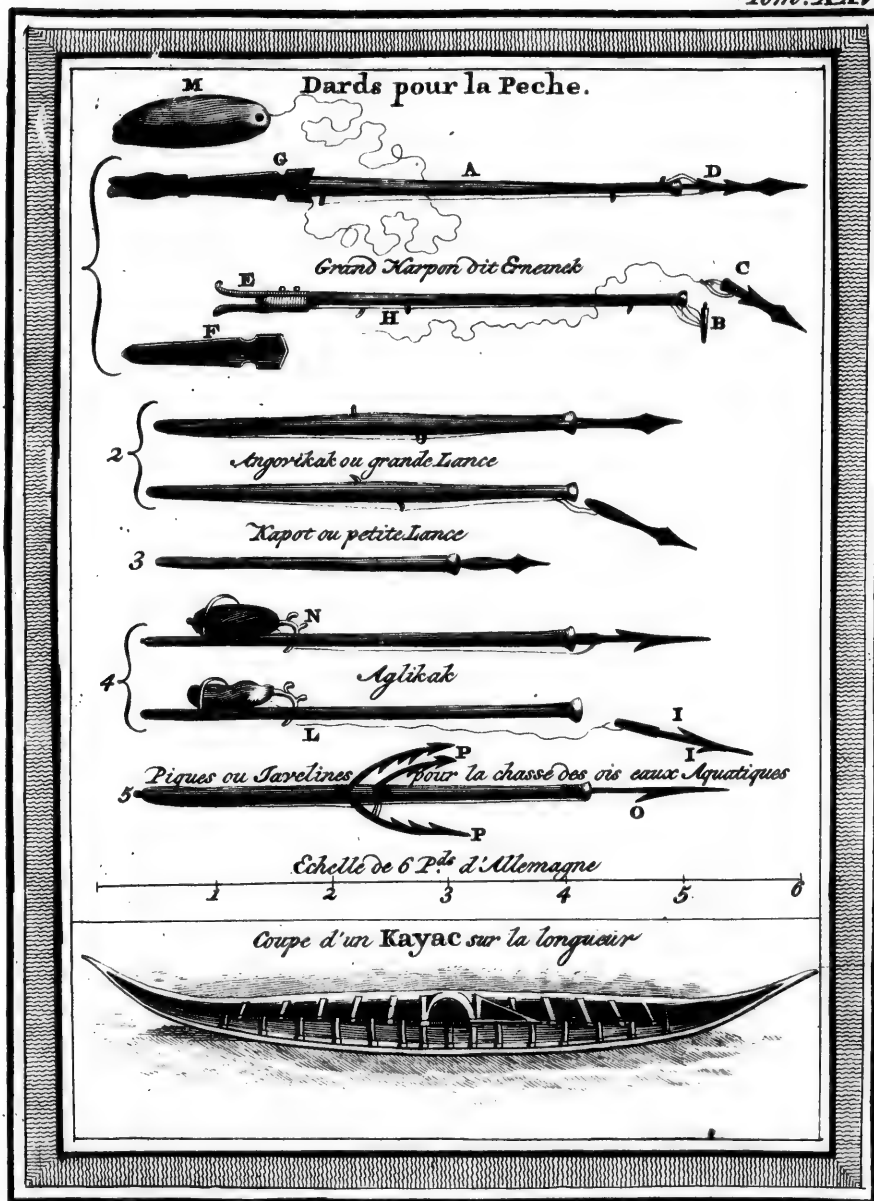 Dards pour la Peche.
M
G A D
Grand Harpon dit Erneinek
E C
H B
F
2
Angovikak ou grande Lance
Kapot ou petite Lance
3
N
4 Aglikak
L I
I
Piques ou Javelines P pour la chasse des ois eaux Aquatiques
5 O
P
Echelle de 6 P.ds d'Allemagne
1 2 3 4 5 6
Coupe d'un Kayac sur la longueur